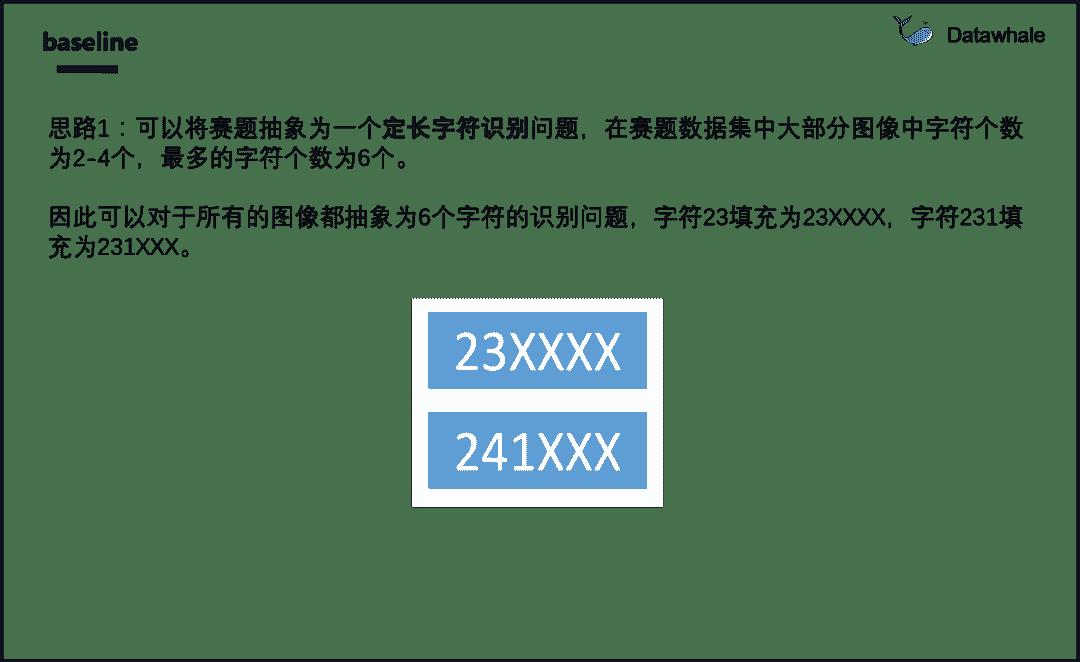 baseline
Datawhale
思路1：可以将赛题抽象为一个定长字符识别问题，在赛题数据集中大部分图像中字符个数
为2-4个，最多的字符个数为6个。
因此可以对于所有的图像都抽象为6个字符的识别问题，字符23填充为23XXXX，字符231填
充为231XXX。
23XXXX
241XXX